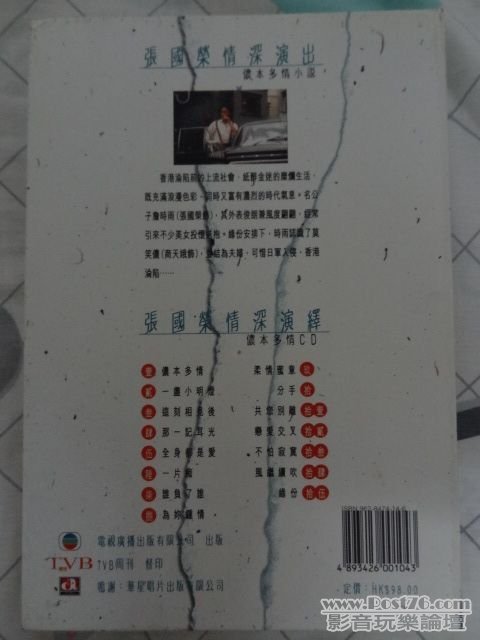 張國榮情深演出
儂本多情小說
香港淪陷前的上流社會，紙醉金迷的糜爛生活，
既充滿浪漫色彩，同時又富有濃烈的時代氣息。名公
子詹時雨(張國榮飾)，其外表俊朗兼風度翩翩，經常
引來不少美女投懷送抱。緣份安排下，時雨認識了莫
笑儂(商天娥飾)，並結為夫婦，可惜日軍入侵，香港
淪陷……
張國榮情深演繹
儂本多情CD
壹 儂本多情
貳 一盞小明燈
叁 這刻相見後
肆 那一記耳光
伍 全身都是愛
陸 一片癡
柒 誰負了誰
捌 為妳鍾情
柔情蜜意 玖
分手 拾
共您別離 拾壹
戀愛交叉 拾貳
不怕寂寞 拾叁
風繼續吹 拾肆
緣份 拾伍
電視廣播出版有限公司 出版
TVB TVB周刊 督印
鳴謝：華星唱片出版有限公司
4 893426 001043
定價：HK$98.00
www.Post76.com
影音玩樂論壇